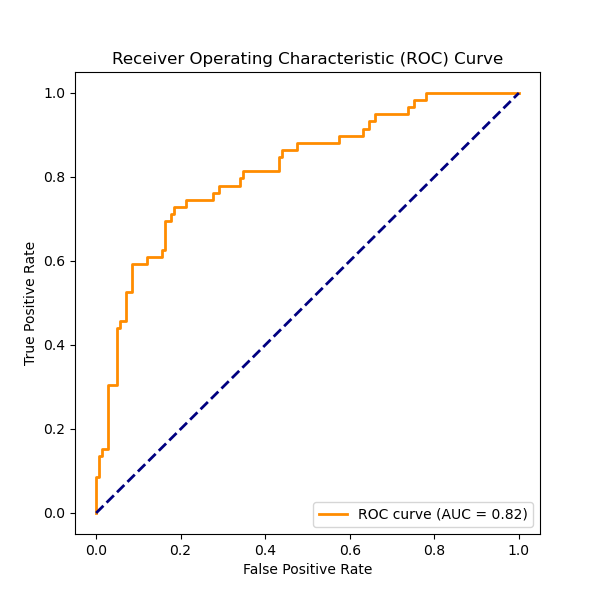 Receiver Operating Characteristic (ROC) Curve
1.0
0.8
0.6
0.4
0.2
0.0
True Positive Rate
0.0 0.2 0.4 0.6 0.8 1.0
False Positive Rate
ROC curve (AUC = 0.82)